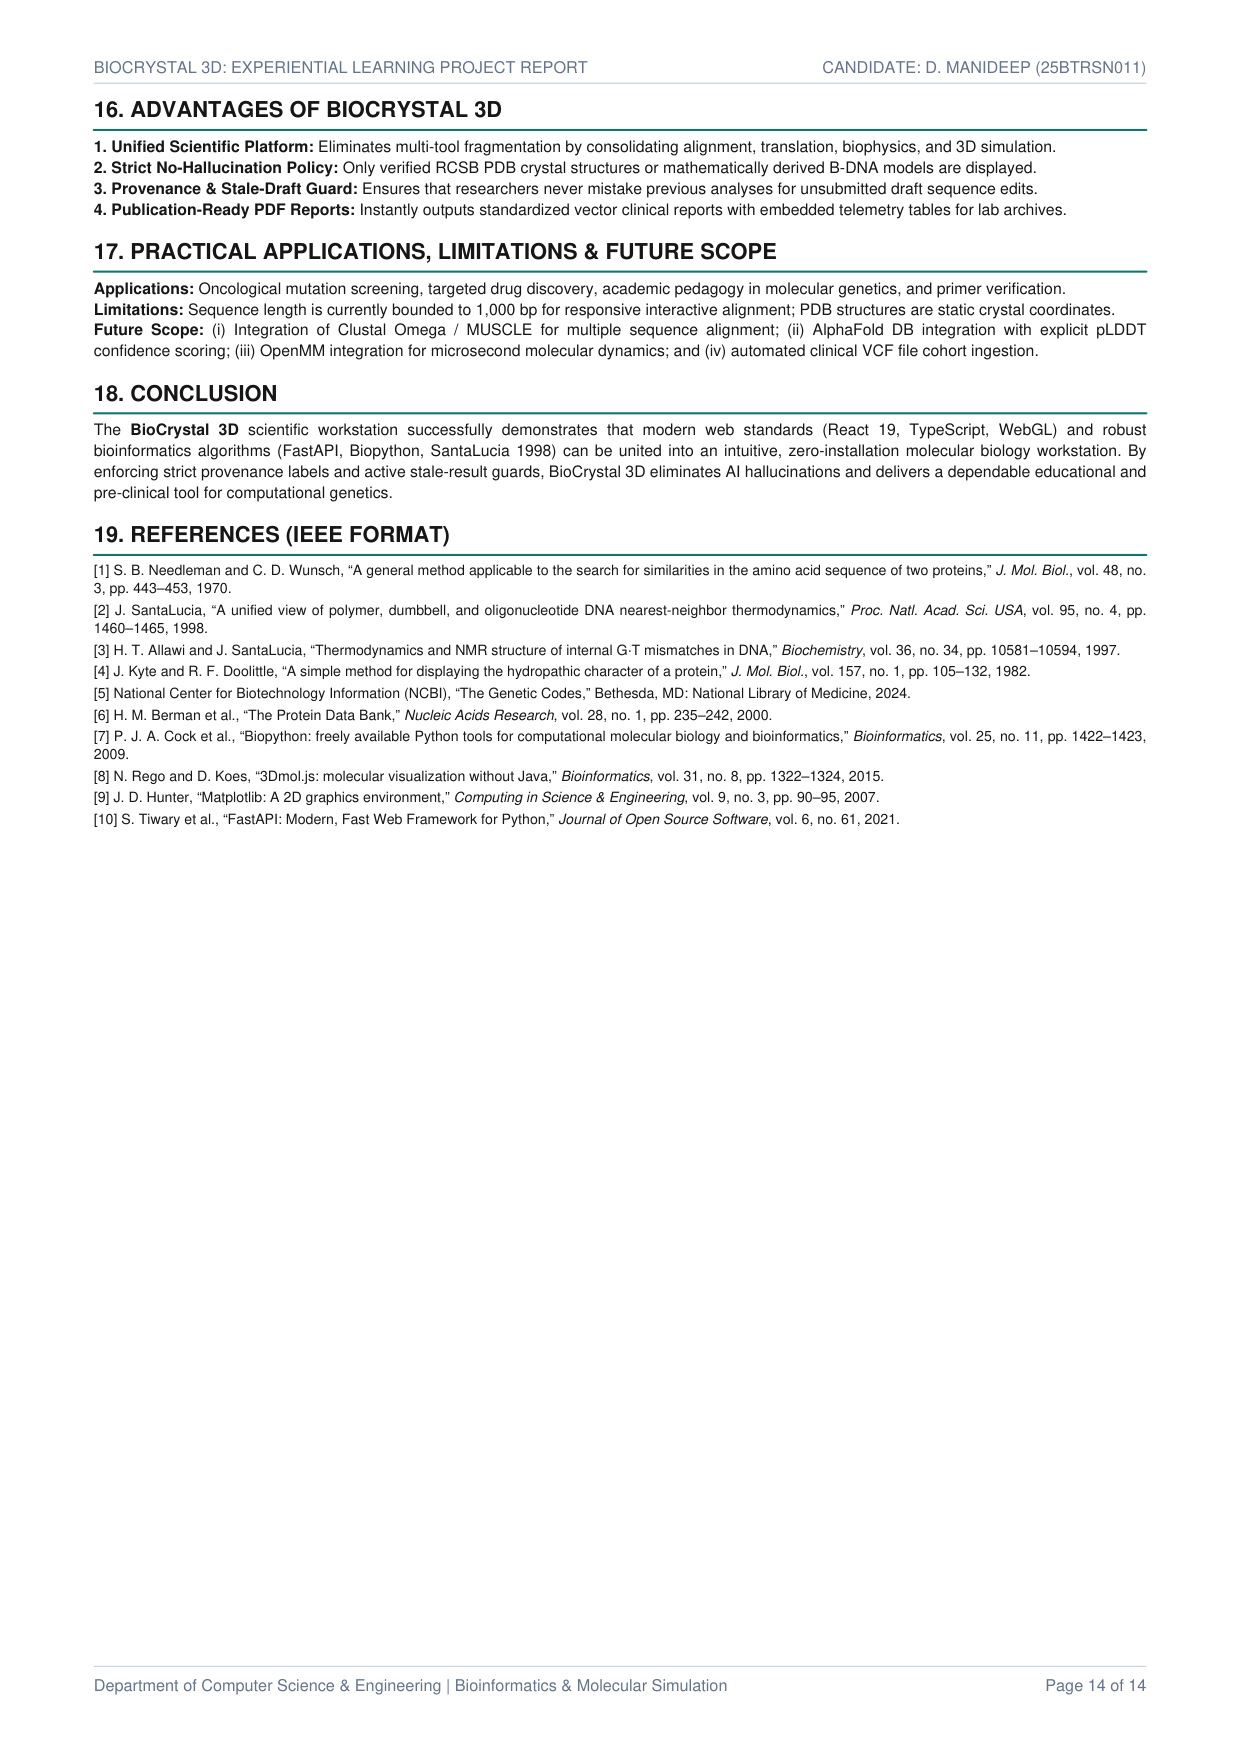 BIOCRYSTAL 3D: EXPERIENTIAL LEARNING PROJECT REPORT
CANDIDATE: D. MANIDEEP (25BTRSN011)
16. ADVANTAGES OF BIOCRYSTAL 3D
1. Unified Scientific Platform: Eliminates multi-tool fragmentation by consolidating alignment, translation, biophysics, and 3D simulation.
2. Strict No-Hallucination Policy: Only verified RCSB PDB crystal structures or mathematically derived B-DNA models are displayed.
3. Provenance & Stale-Draft Guard: Ensures that researchers never mistake previous analyses for unsubmitted draft sequence edits.
4. Publication-Ready PDF Reports: Instantly outputs standardized vector clinical reports with embedded telemetry tables for lab archives.
17. PRACTICAL APPLICATIONS, LIMITATIONS & FUTURE SCOPE
Applications: Oncological mutation screening, targeted drug discovery, academic pedagogy in molecular genetics, and primer verification.
Limitations: Sequence length is currently bounded to 1,000 bp for responsive interactive alignment; PDB structures are static crystal coordinates.
Future Scope: (i) Integration of Clustal Omega / MUSCLE for multiple sequence alignment; (ii) AlphaFold DB integration with explicit pLDDT
confidence scoring; (iii) OpenMM integration for microsecond molecular dynamics; and (iv) automated clinical VCF file cohort ingestion.
18. CONCLUSION
The BioCrystal 3D scientific workstation successfully demonstrates that modern web standards (React 19, TypeScript, WebGL) and robust
bioinformatics algorithms (FastAPI, Biopython, SantaLucia 1998) can be united into an intuitive, zero-installation molecular biology workstation. By
enforcing strict provenance labels and active stale-result guards, BioCrystal 3D eliminates AI hallucinations and delivers a dependable educational and
pre-clinical tool for computational genetics.
19. REFERENCES (IEEE FORMAT)
[1] S. B. Needleman and C. D. Wunsch, “A general method applicable to the search for similarities in the amino acid sequence of two proteins,” J. Mol. Biol., vol. 48, no.
3, pp. 443–453, 1970.
[2] J. SantaLucia, “A unified view of polymer, dumbbell, and oligonucleotide DNA nearest-neighbor thermodynamics,” Proc. Natl. Acad. Sci. USA, vol. 95, no. 4, pp.
1460–1465, 1998.
[3] H. T. Allawi and J. SantaLucia, “Thermodynamics and NMR structure of internal G·T mismatches in DNA,” Biochemistry, vol. 36, no. 34, pp. 10581–10594, 1997.
[4] J. Kyte and R. F. Doolittle, “A simple method for displaying the hydropathic character of a protein,” J. Mol. Biol., vol. 157, no. 1, pp. 105–132, 1982.
[5] National Center for Biotechnology Information (NCBI), “The Genetic Codes,” Bethesda, MD: National Library of Medicine, 2024.
[6] H. M. Berman et al., “The Protein Data Bank,” Nucleic Acids Research, vol. 28, no. 1, pp. 235–242, 2000.
[7] P. J. A. Cock et al., “Biopython: freely available Python tools for computational molecular biology and bioinformatics,” Bioinformatics, vol. 25, no. 11, pp. 1422–1423,
2009.
[8] N. Rego and D. Koes, “3Dmol.js: molecular visualization without Java,” Bioinformatics, vol. 31, no. 8, pp. 1322–1324, 2015.
[9] J. D. Hunter, “Matplotlib: A 2D graphics environment,” Computing in Science & Engineering, vol. 9, no. 3, pp. 90–95, 2007.
[10] S. Tiwary et al., “FastAPI: Modern, Fast Web Framework for Python,” Journal of Open Source Software, vol. 6, no. 61, 2021.
Department of Computer Science & Engineering | Bioinformatics & Molecular Simulation
Page 14 of 14